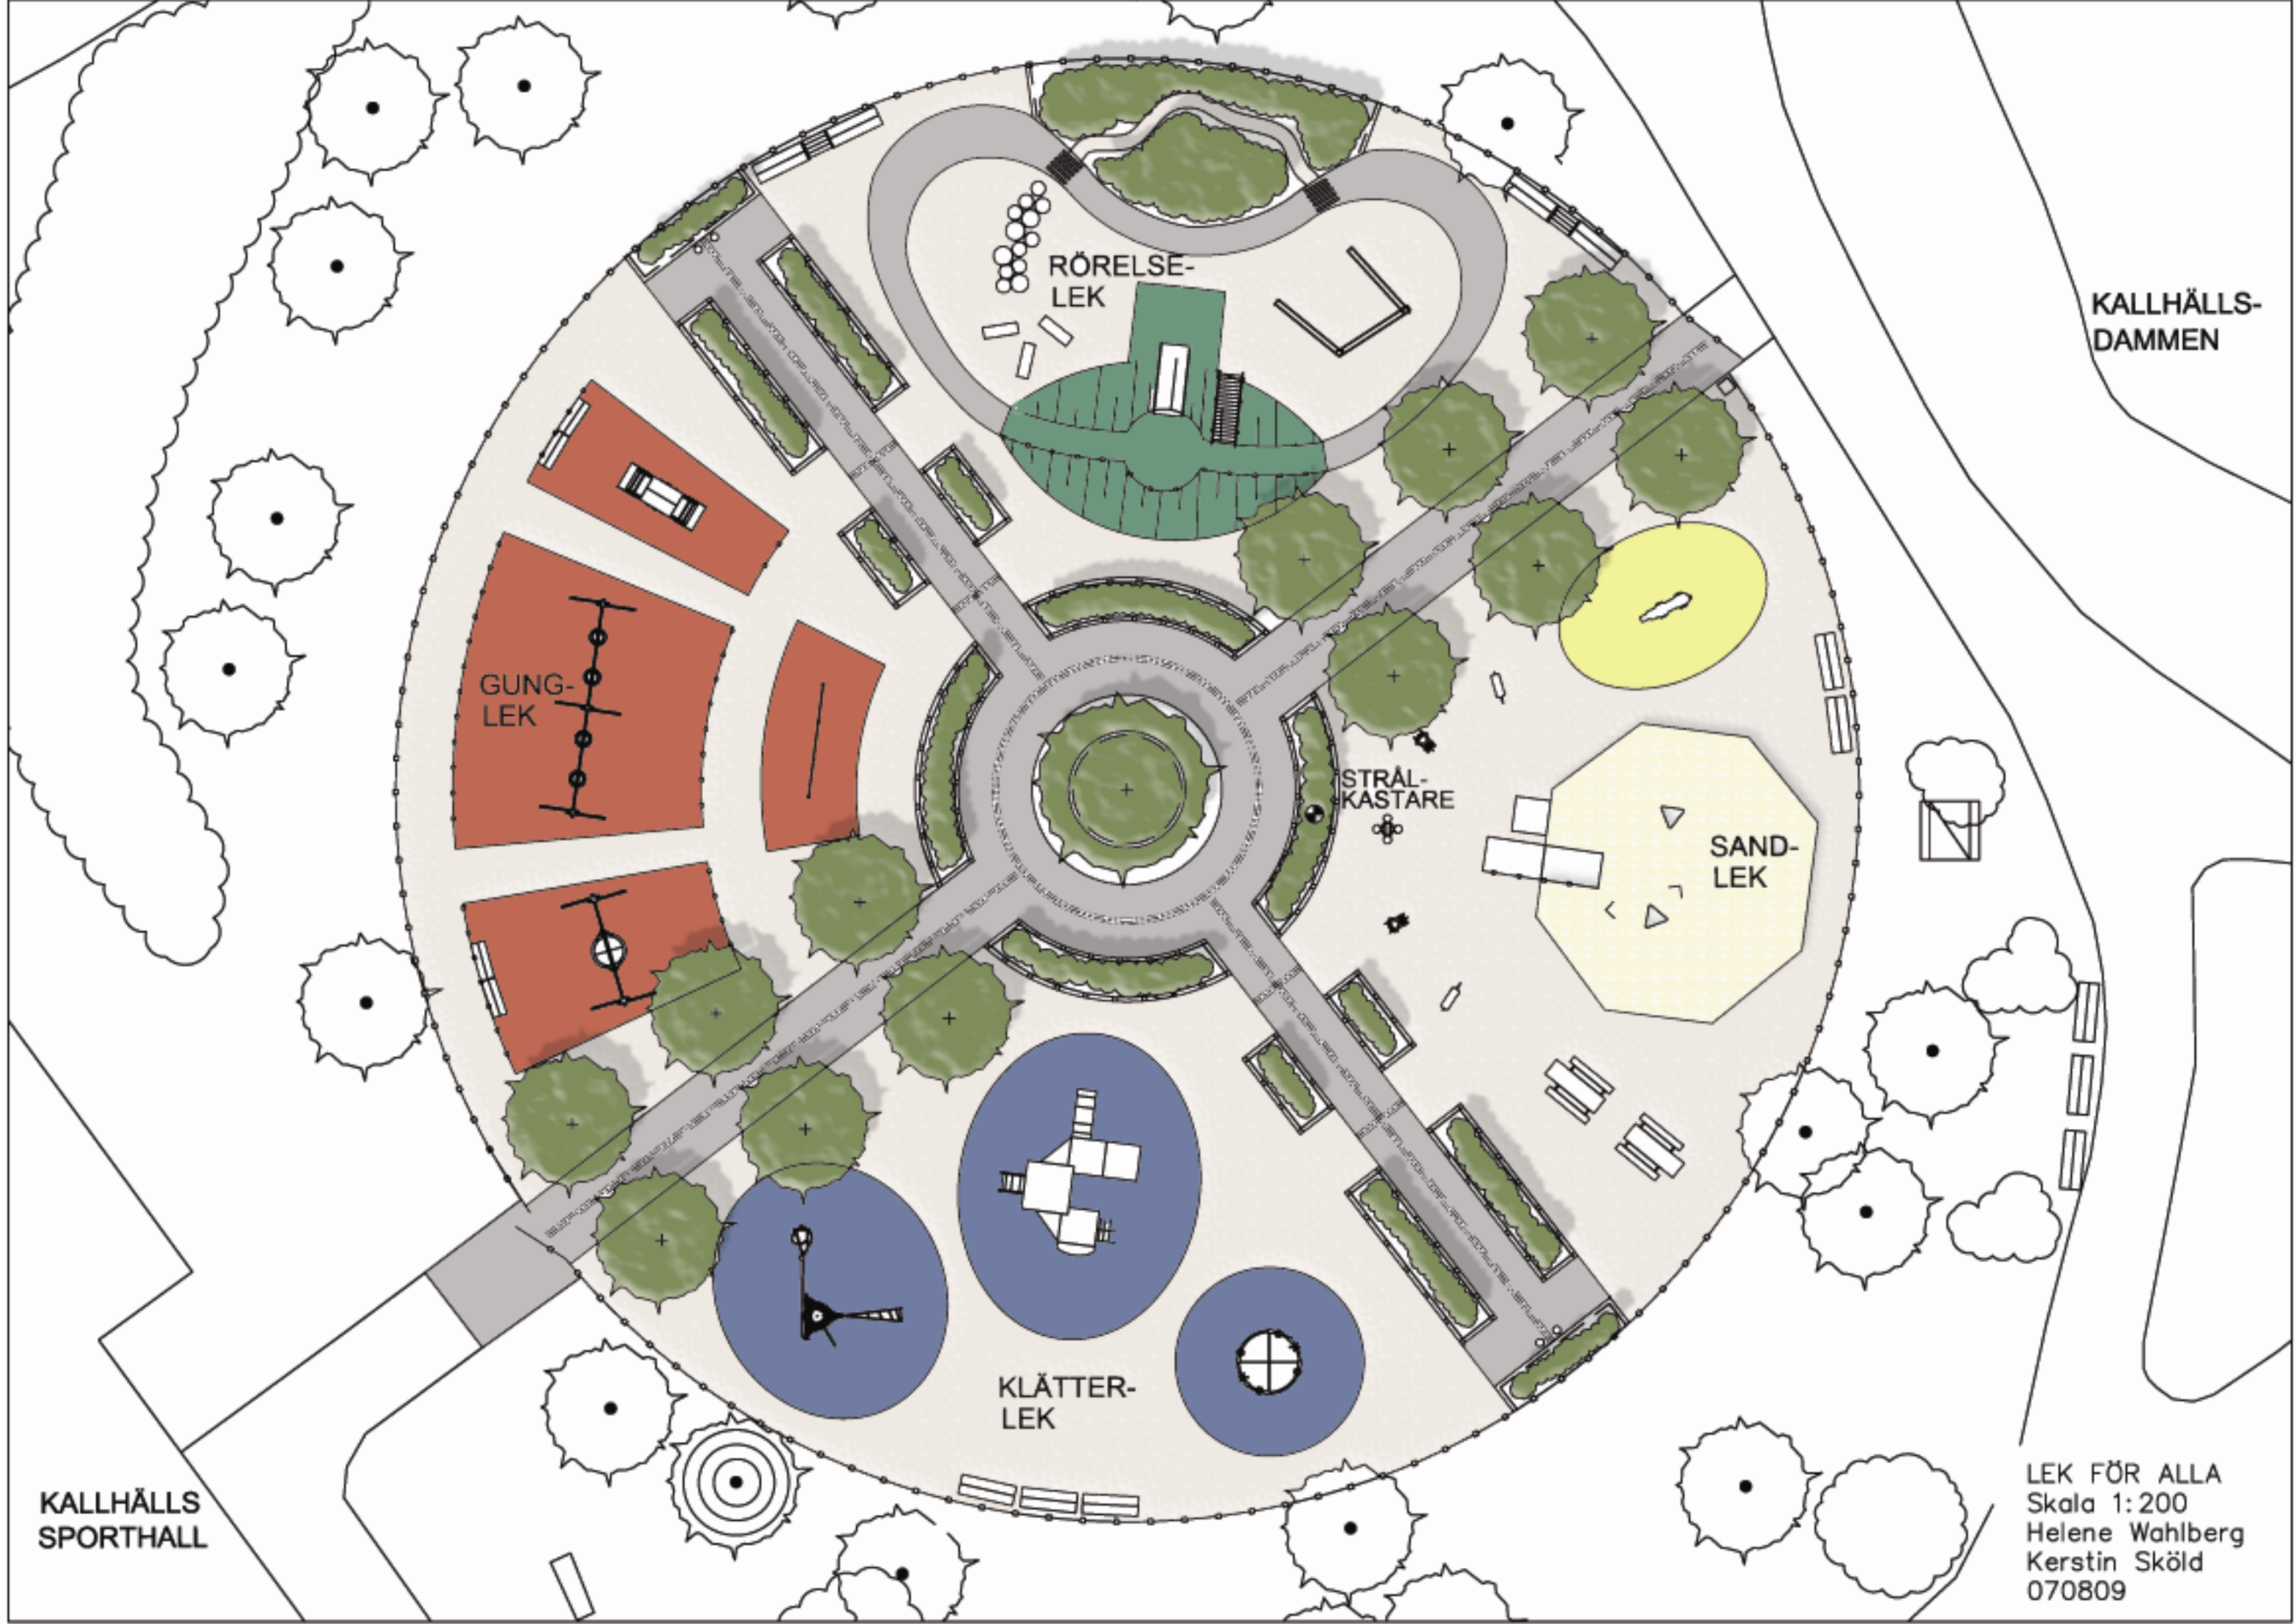 RÖRELSE-
LEK
KALLHÄLLS-
DAMMEN
GUNG-
LEK
STRÅL-
KASTARE
SAND-
LEK
KLÄTTER-
LEK
KALLHÄLLS
SPORTHALL
LEK FÖR ALLA
Skala 1:200
Helene Wahlberg
Kerstin Sköld
070809